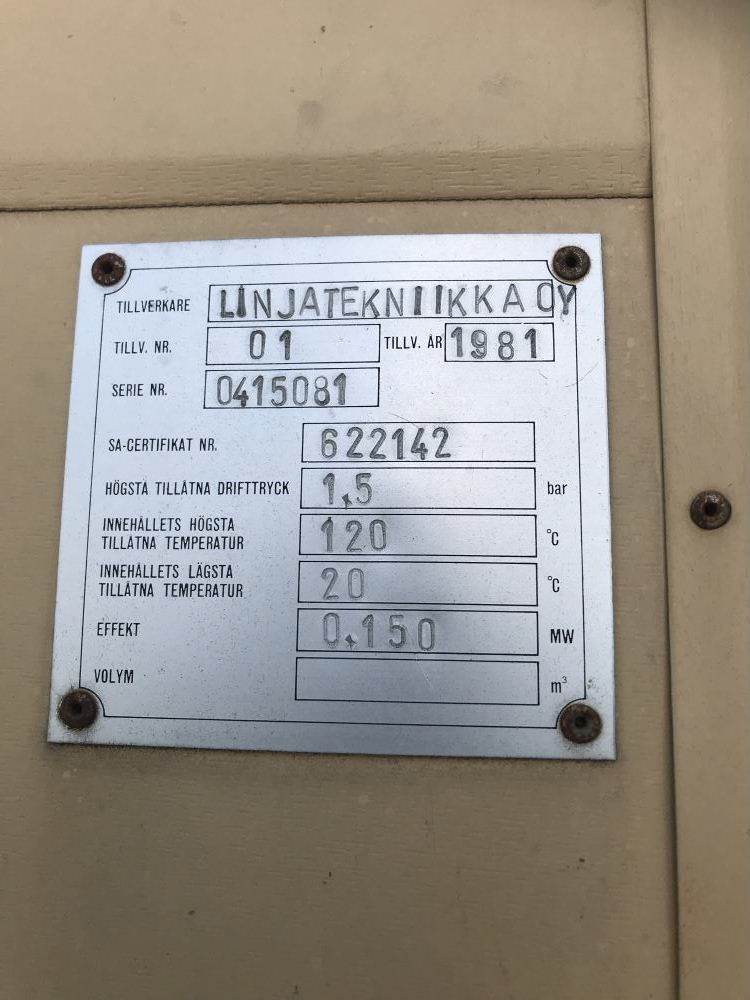 TILLVERKARE LINJATEKNIIKKA OY
TILLV. NR. 01 TILLV. ÅR 1981
SERIE NR. 0415081
SA-CERTIFIKAT NR. 622142
HÖGSTA TILLÅTNA DRIFTTRYCK 1,5 bar
INNEHÅLLETS HÖGSTA
TILLÅTNA TEMPERATUR 120 °C
INNEHÅLLETS LÄGSTA
TILLÅTNA TEMPERATUR 20 °C
EFFEKT 0,150 MW
VOLYM m³